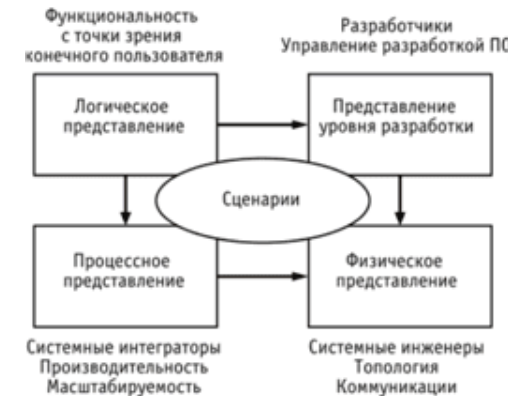 Функциональность
с точки зрения
конечного пользователя
Разработчики
Управление разработкой ПО
Логическое
представление
Представление
уровня разработки
Сценарии
Процессное
представление
Физическое
представление
Системные интеграторы
Производительность
Масштабируемость
Системные инженеры
Топология
Коммуникации